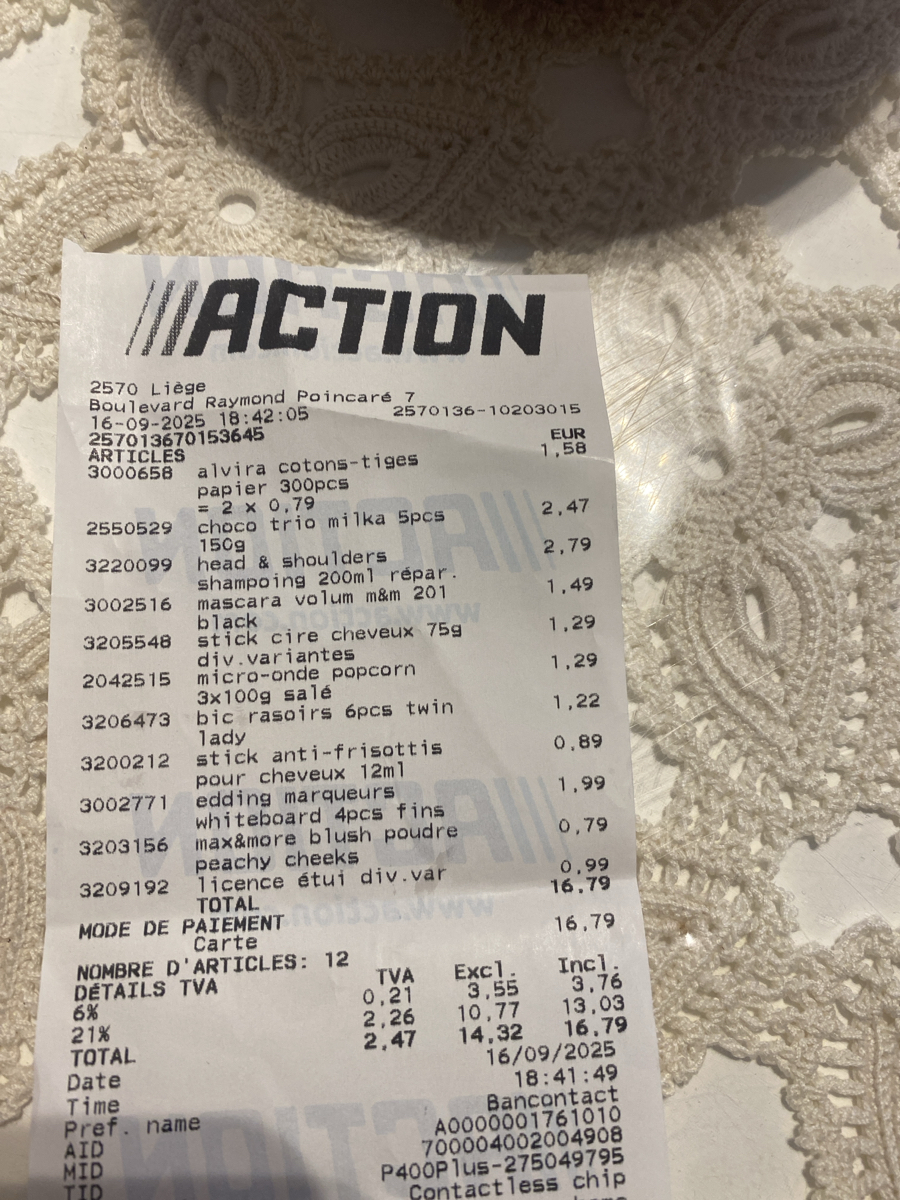 ACTION
2570 Liège
Boulevard Raymond Poincaré 7
16-09-2025 18:42:05 2570136-10203015
257013670153645
EUR
ARTICLES
3000658 alvira cotons-tiges 1,58
papier 300pcs
= 2 x 0,79
2550529 choco trio milka 5pcs 2,47
150g
3220099 head & shoulders 2,79
shampoing 200ml répar.
3002516 mascara volum m&m 201 1,49
black
3205548 stick cire cheveux 75g 1,29
div.variantes
2042515 micro-onde popcorn 1,29
3x100g salé
3206473 bic rasoirs 6pcs twin 1,22
lady
3200212 stick anti-frisottis 0,89
pour cheveux 12ml
3002771 edding marqueurs 1,99
whiteboard 4pcs fins
3203156 max&more blush poudre 0,79
peachy cheeks
3209192 licence étui div.var 0,99
TOTAL 16,79
MODE DE PAIEMENT
Carte 16,79
NOMBRE D'ARTICLES: 12
DÉTAILS TVA TVA Excl. Incl.
6% 0,21 3,55 3,76
21% 2,26 10,77 13,03
TOTAL 2,47 14,32 16,79
Date 16/09/2025
Time 18:41:49
Pref. name Bancontact
AID A0000001761010
MID 700004002004908
TID P400Plus-275049795
Contactless chip